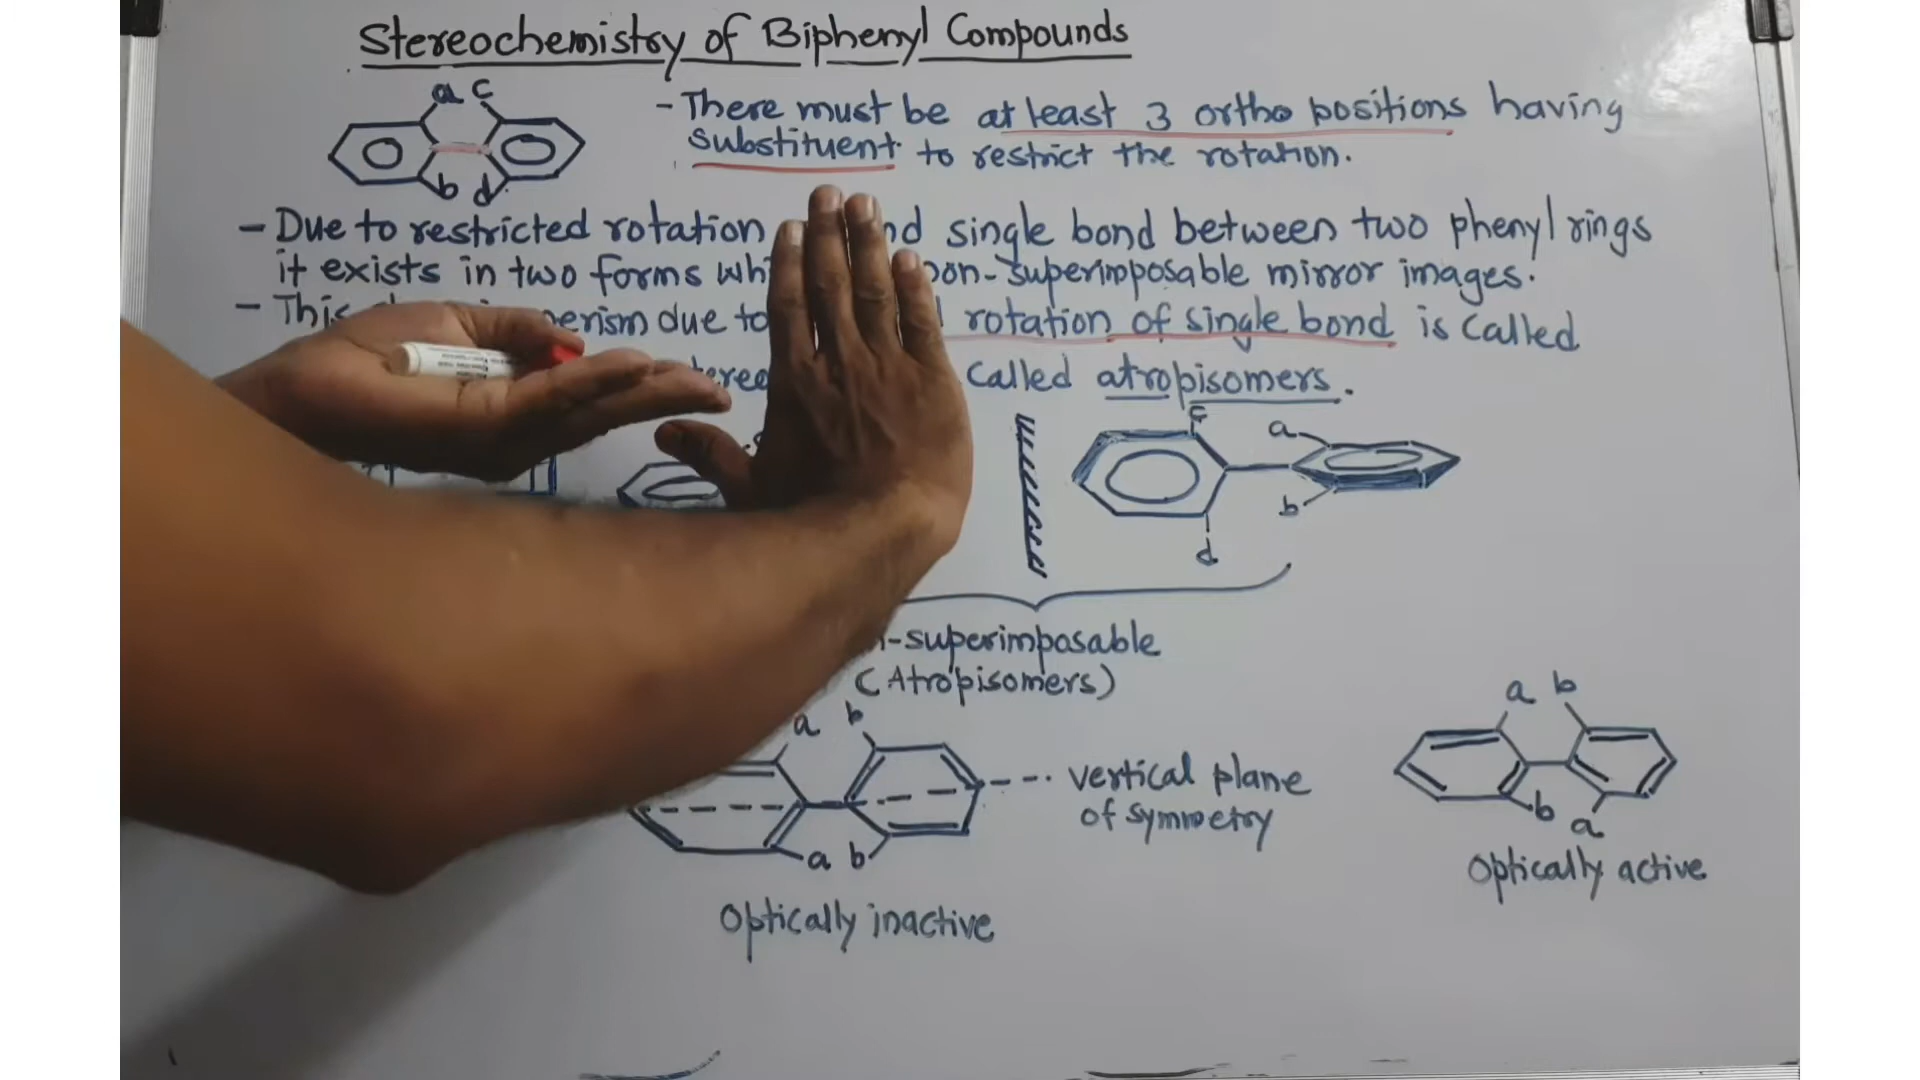 Stereochemistry of Biphenyl Compounds
a c
b d
- There must be at least 3 ortho positions having
substituent to restrict the rotation.
- Due to restricted rotation single bond between two phenyl rings
it exists in two forms superimposable mirror images.
- This due to rotation of single bond is called
called atropisomers.
c
a
b
d
superimposable
(Atropisomers)
a b
a b
vertical plane
of symmetry
Optically inactive
a b
b a
Optically active